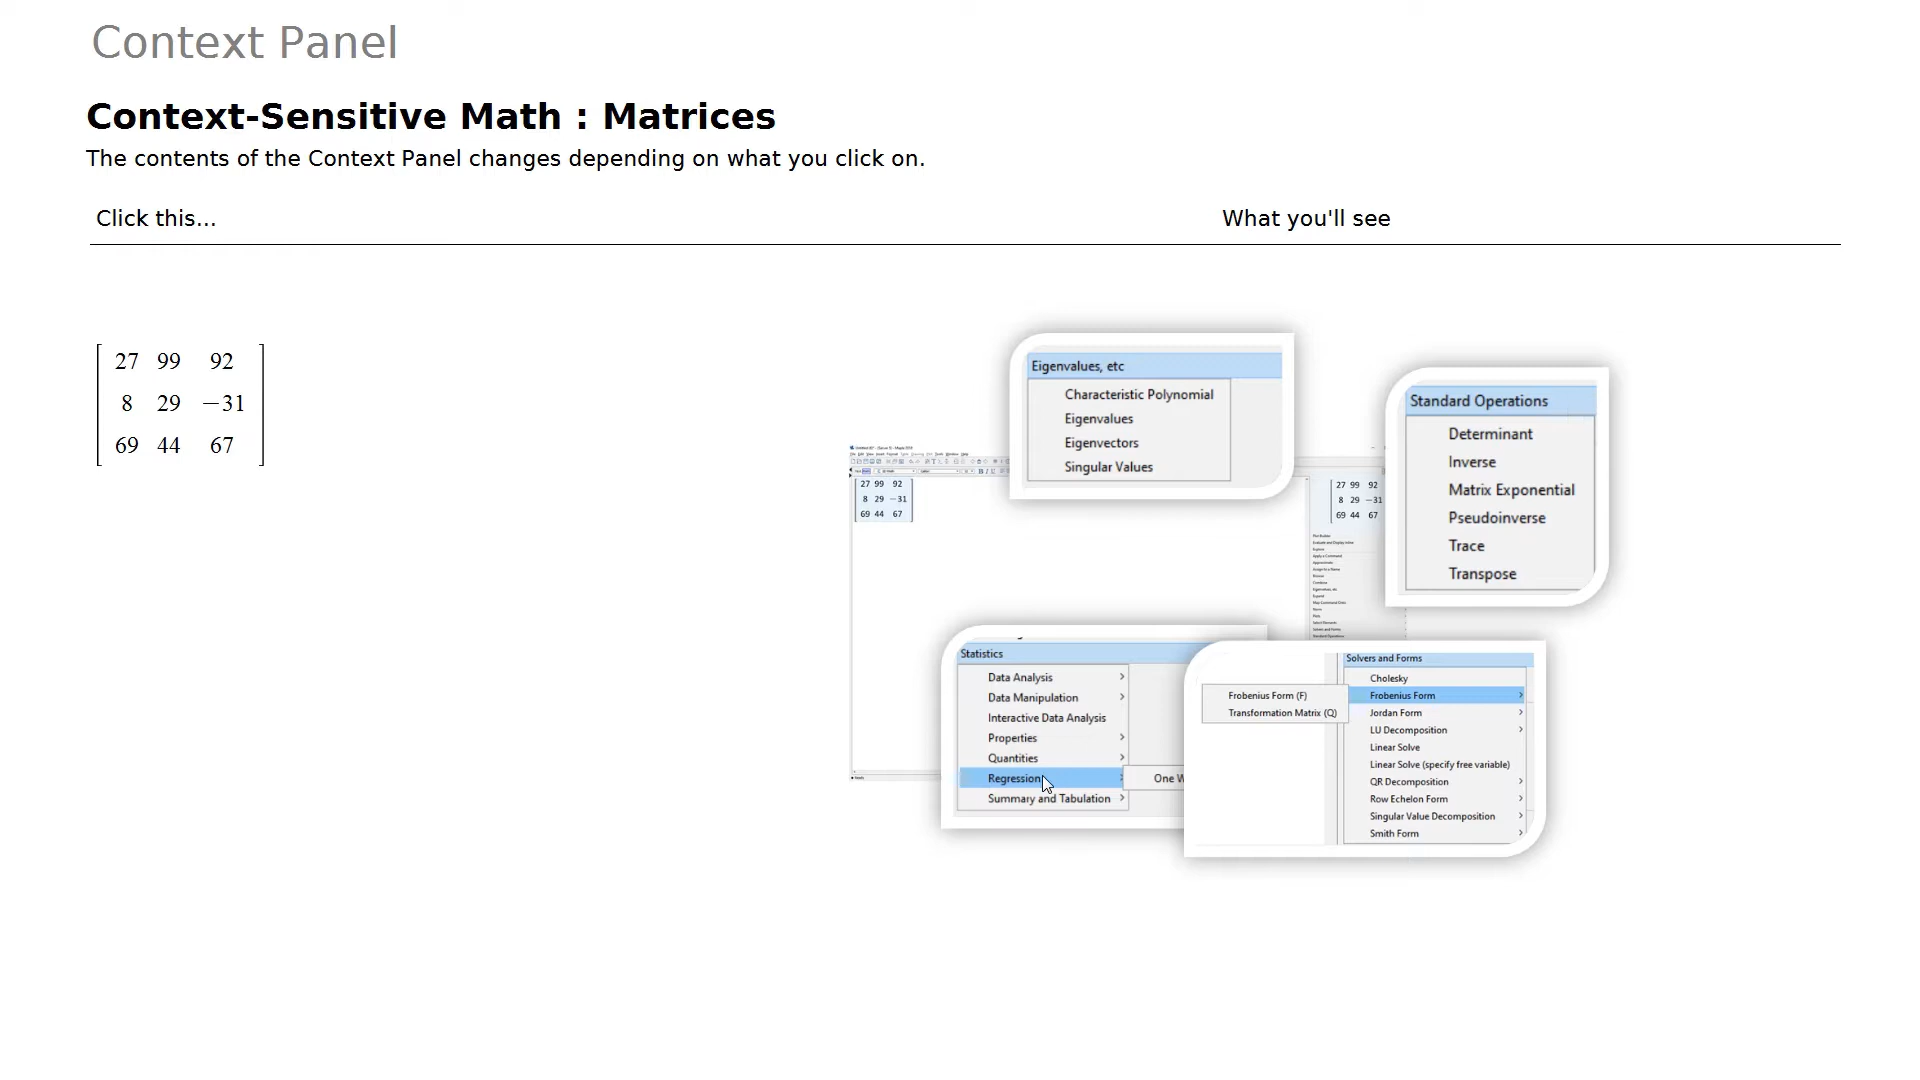 Context Panel
Context-Sensitive Math : Matrices
The contents of the Context Panel changes depending on what you click on.
Click this...
What you'll see
27 99 92
8 29 −31
69 44 67
Eigenvalues, etc
Characteristic Polynomial
Eigenvalues
Eigenvectors
Singular Values
Standard Operations
Determinant
Inverse
Matrix Exponential
Pseudoinverse
Trace
Transpose
27 99 92
8 29 −31
69 44 67
27 99 92
8 29 −31
69 44 67
Statistics
Data Analysis
Data Manipulation
Interactive Data Analysis
Properties
Quantities
Regression
One W
Summary and Tabulation
Solvers and Forms
Cholesky
Frobenius Form
Frobenius Form (F)
Transformation Matrix (Q)
Jordan Form
LU Decomposition
Linear Solve
Linear Solve (specify free variable)
QR Decomposition
Row Echelon Form
Singular Value Decomposition
Smith Form